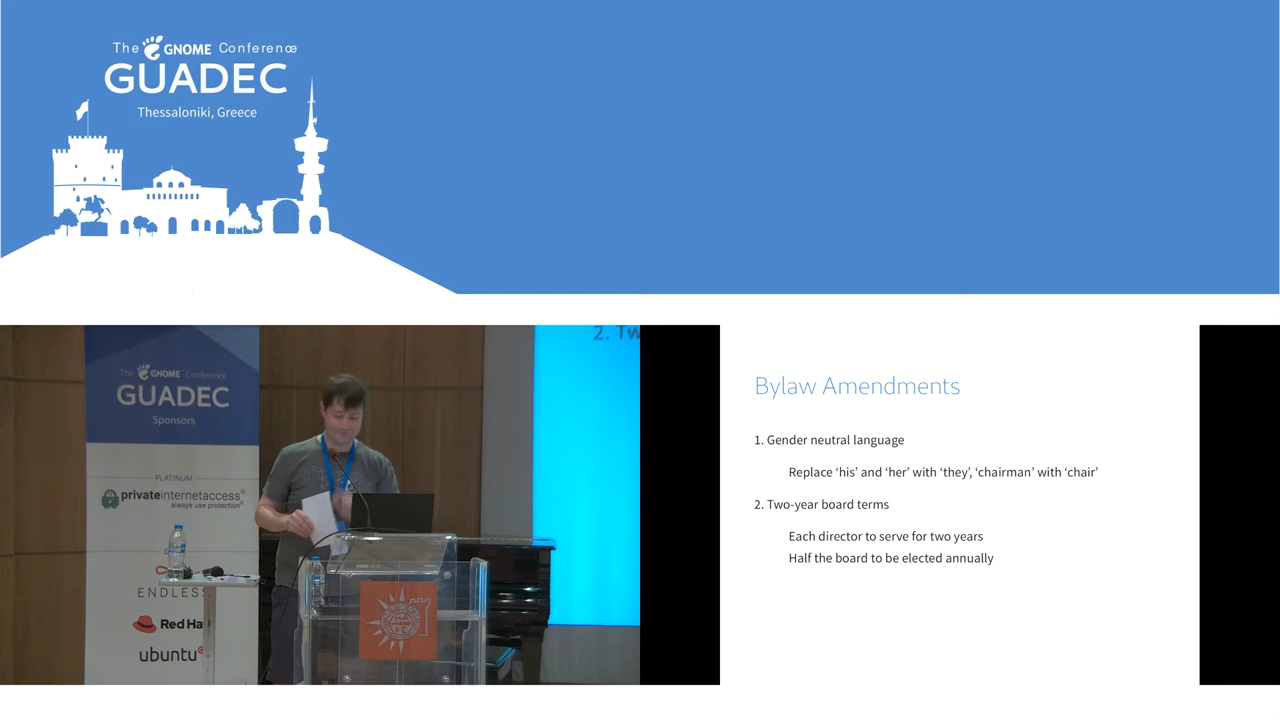 The GNOME Conference
GUADEC
Thessaloniki, Greece
The GNOME Conference
GUADEC
Sponsors
PLATINUM
privateinternetaccess®
always use protection®
ENDLESS
Red Ha
ubuntu
2. Tw
Bylaw Amendments
1. Gender neutral language
Replace ‘his’ and ‘her’ with ‘they’, ‘chairman’ with ‘chair’
2. Two-year board terms
Each director to serve for two years
Half the board to be elected annually